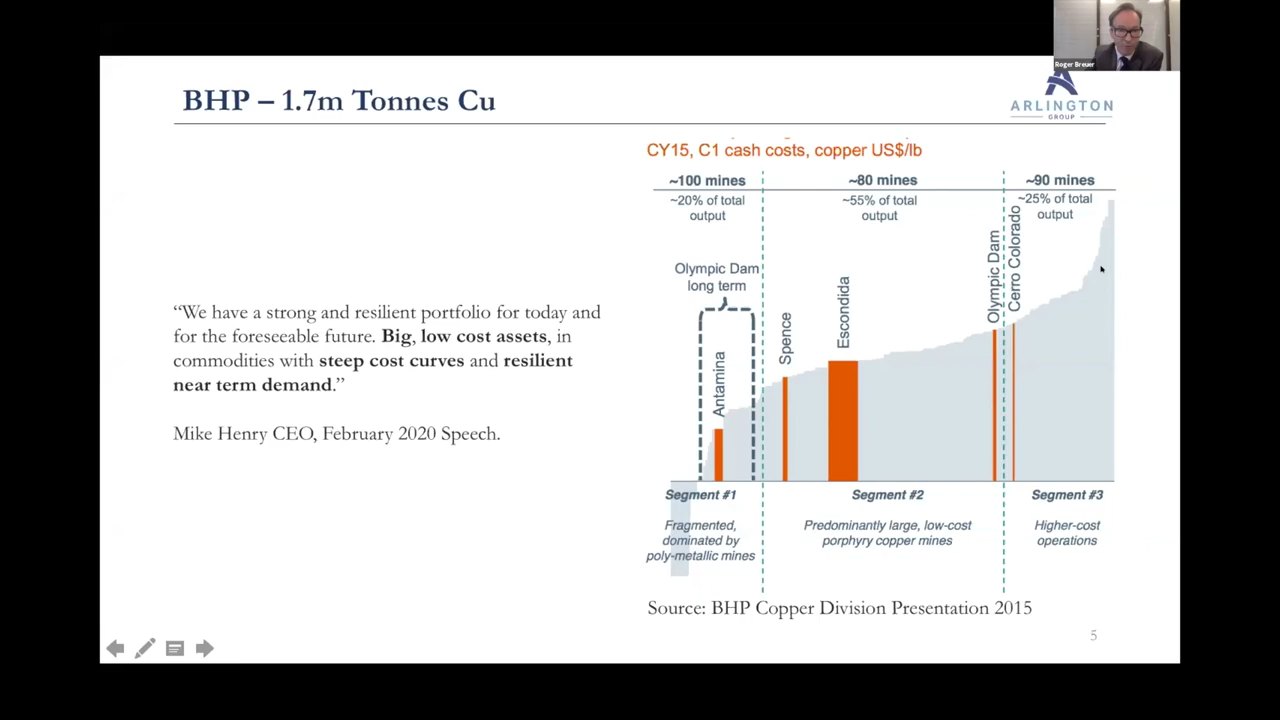 Roger Breuer
BHP – 1.7m Tonnes Cu
ARLINGTON
GROUP
CY15, C1 cash costs, copper US$/lb
~100 mines
~80 mines
~90 mines
~20% of total
output
~55% of total
output
~25% of total
output
Olympic Dam
long term
Antamina
Spence
Escondida
Olympic Dam
Cerro Colorado
“We have a strong and resilient portfolio for today and
for the foreseeable future. Big, low cost assets, in
commodities with steep cost curves and resilient
near term demand.”
Mike Henry CEO, February 2020 Speech.
Segment #1
Segment #2
Segment #3
Fragmented,
dominated by
poly-metallic mines
Predominantly large, low-cost
porphyry copper mines
Higher-cost
operations
Source: BHP Copper Division Presentation 2015
5